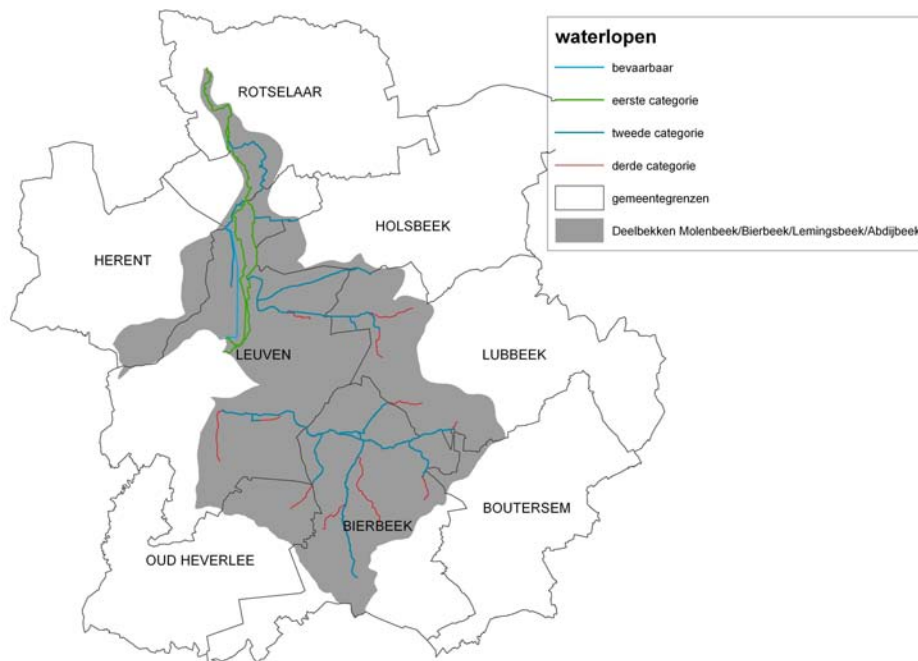 waterlopen
bevaarbaar
eerste categorie
tweede categorie
derde categorie
gemeentegrenzen
Deelbekken Molenbeek/Bierbeek/Lemingsbeek/Abdijbeek
ROTSELAAR
HOLSBEEK
HERENT
LEUVEN
LUBBEEK
BOUTERSEM
BIERBEEK
OUD HEVERLEE